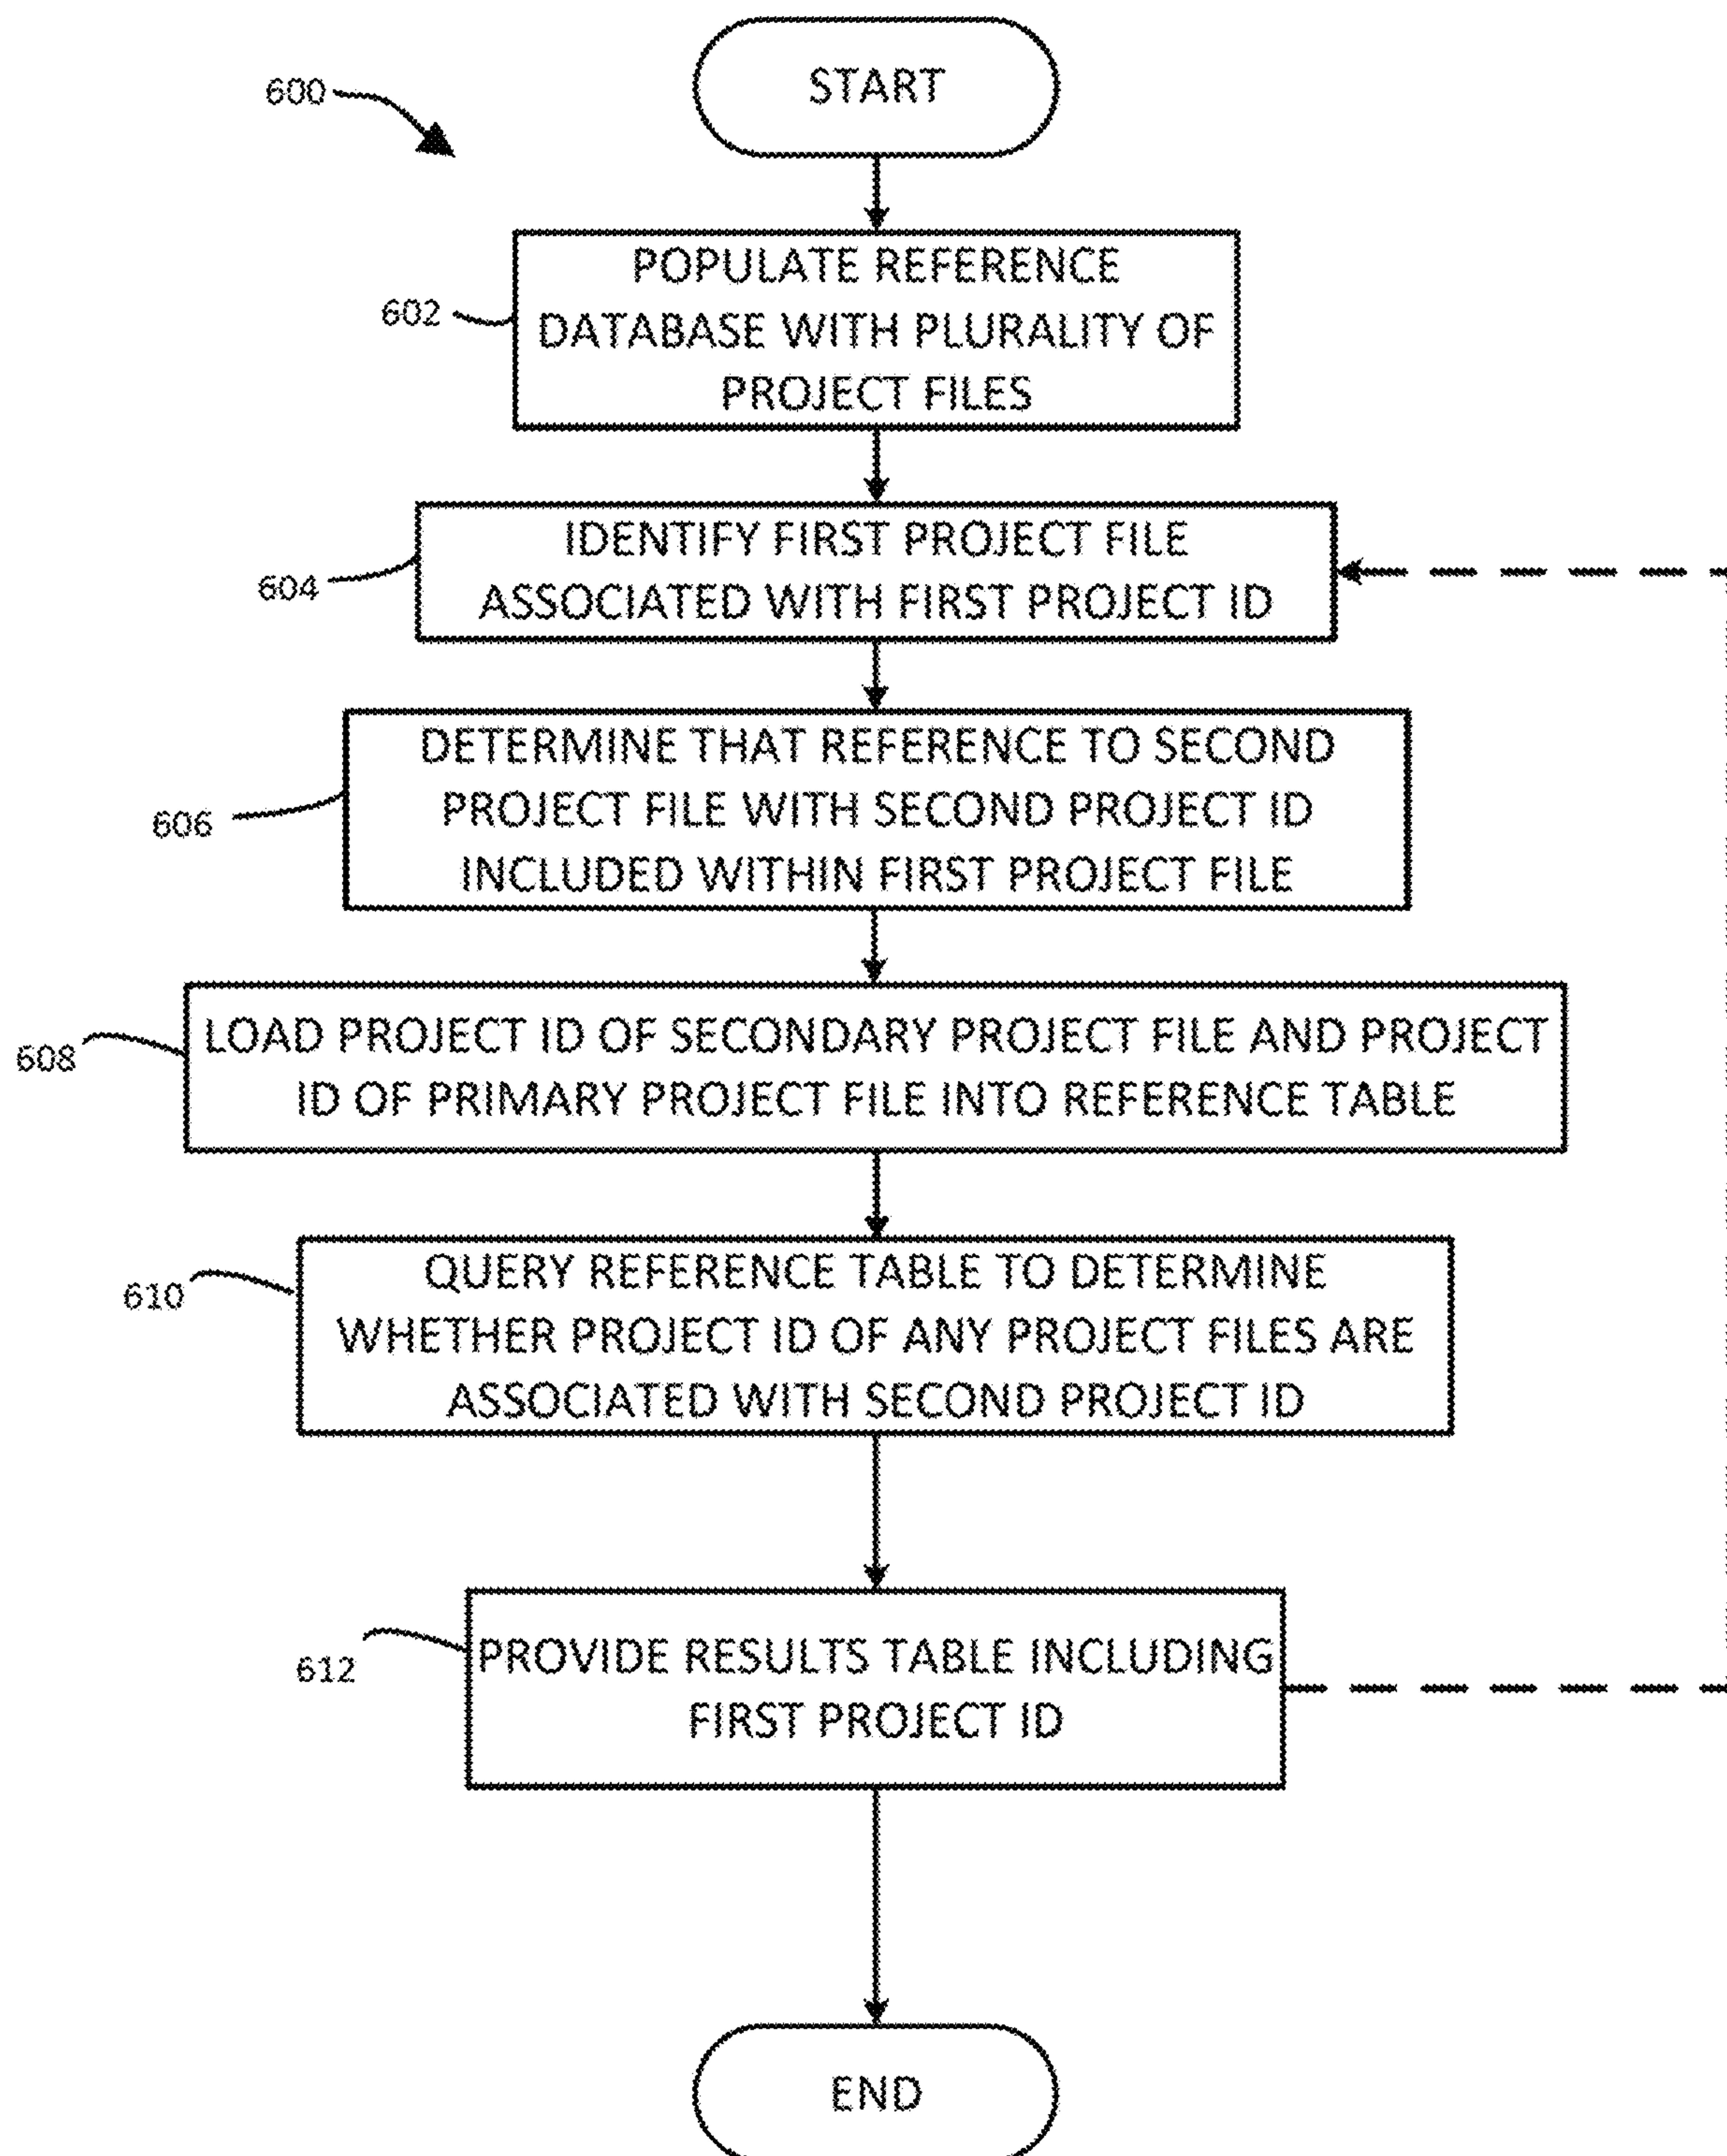 START
600
POPULATE REFERENCE
DATABASE WITH PLURALITY OF
PROJECT FILES
602
IDENTIFY FIRST PROJECT FILE
ASSOCIATED WITH FIRST PROJECT ID
604
DETERMINE THAT REFERENCE TO SECOND
PROJECT FILE WITH SECOND PROJECT ID
INCLUDED WITHIN FIRST PROJECT FILE
606
LOAD PROJECT ID OF SECONDARY PROJECT FILE AND PROJECT
ID OF PRIMARY PROJECT FILE INTO REFERENCE TABLE
608
QUERY REFERENCE TABLE TO DETERMINE
WHETHER PROJECT ID OF ANY PROJECT FILES ARE
ASSOCIATED WITH SECOND PROJECT ID
610
PROVIDE RESULTS TABLE INCLUDING
FIRST PROJECT ID
612
END